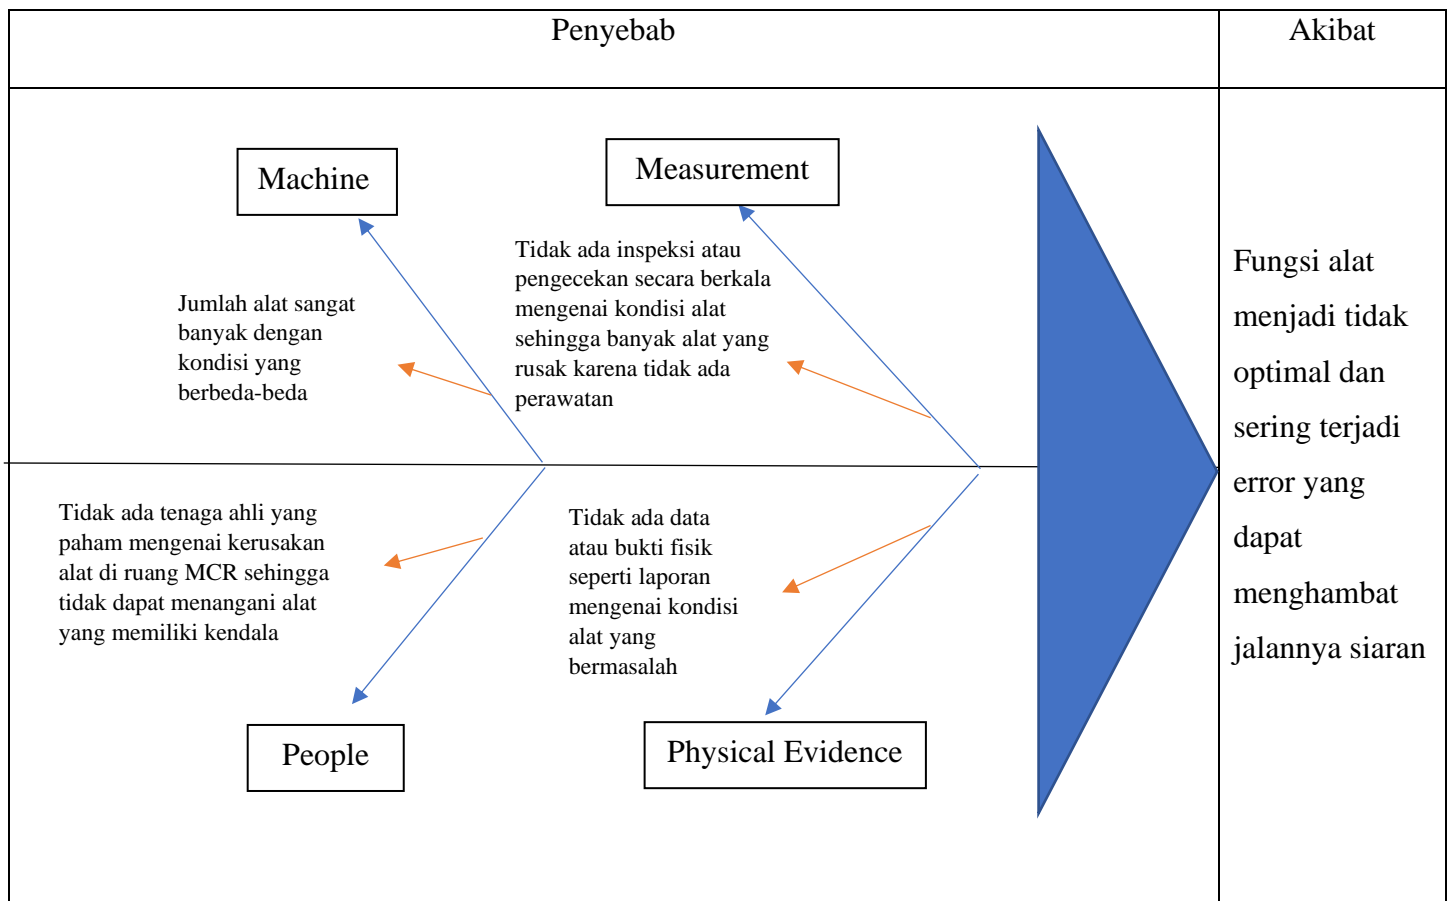 Penyebab
Akibat
Machine
Measurement
Jumlah alat sangat
banyak dengan
kondisi yang
berbeda-beda
Tidak ada inspeksi atau
pengecekan secara berkala
mengenai kondisi alat
sehingga banyak alat yang
rusak karena tidak ada
perawatan
Tidak ada tenaga ahli yang
paham mengenai kerusakan
alat di ruang MCR sehingga
tidak dapat menangani alat
yang memiliki kendala
Tidak ada data
atau bukti fisik
seperti laporan
mengenai kondisi
alat yang
bermasalah
People
Physical Evidence
Fungsi alat
menjadi tidak
optimal dan
sering terjadi
error yang
dapat
menghambat
jalannya siaran